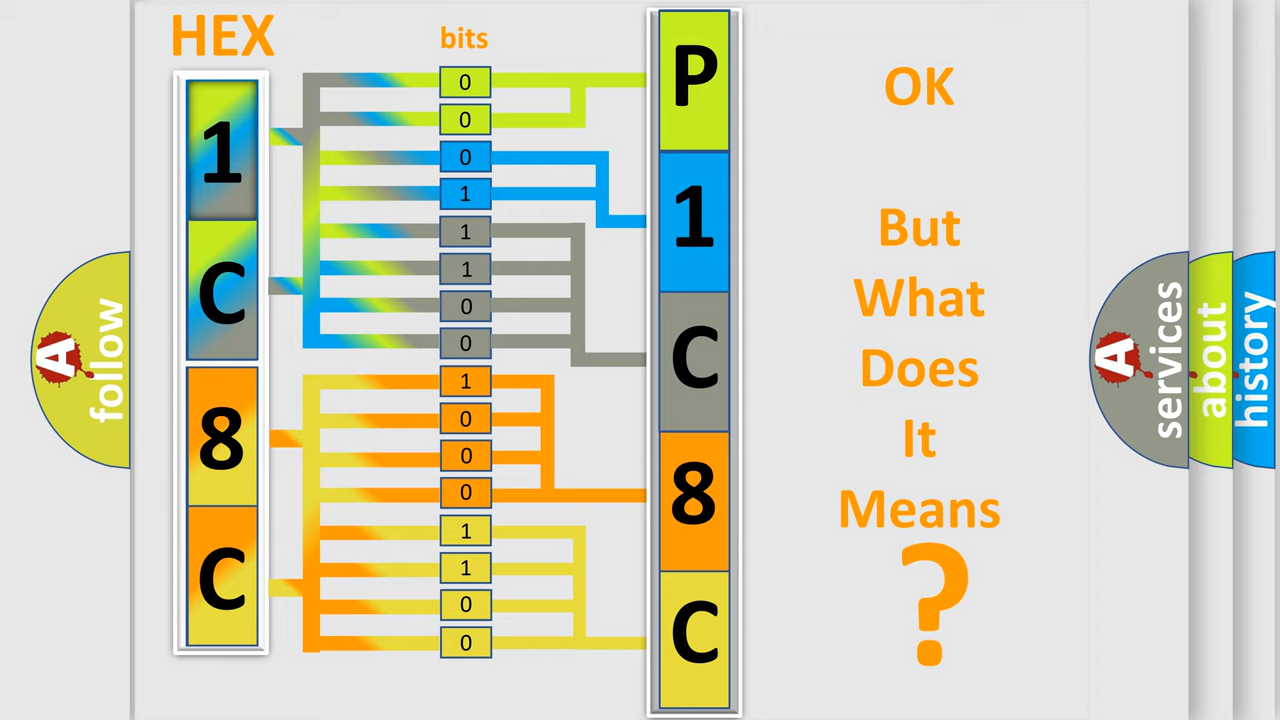 HEX
bits
1
C
8
C
0
0
0
1
1
1
0
0
1
0
0
0
1
1
0
0
P
1
C
8
C
OK
But
What
Does
It
Means
?
A
follow
A
services
about
history